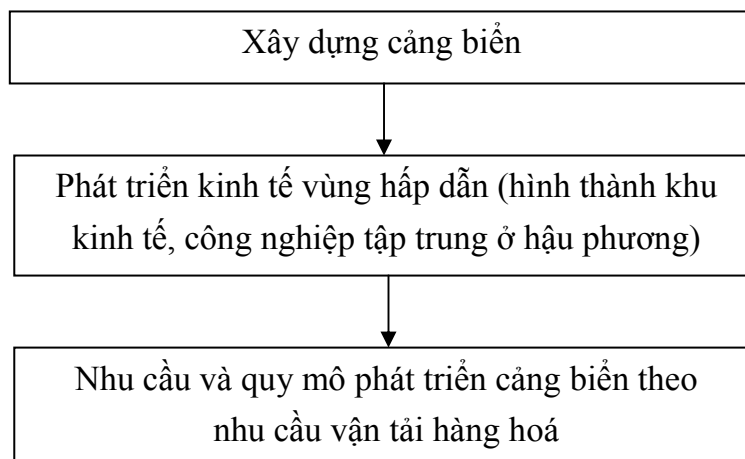 Xây dựng cảng biển
Phát triển kinh tế vùng hấp dẫn (hình thành khu
kinh tế, công nghiệp tập trung ở hậu phương)
Nhu cầu và quy mô phát triển cảng biển theo
nhu cầu vận tải hàng hoá